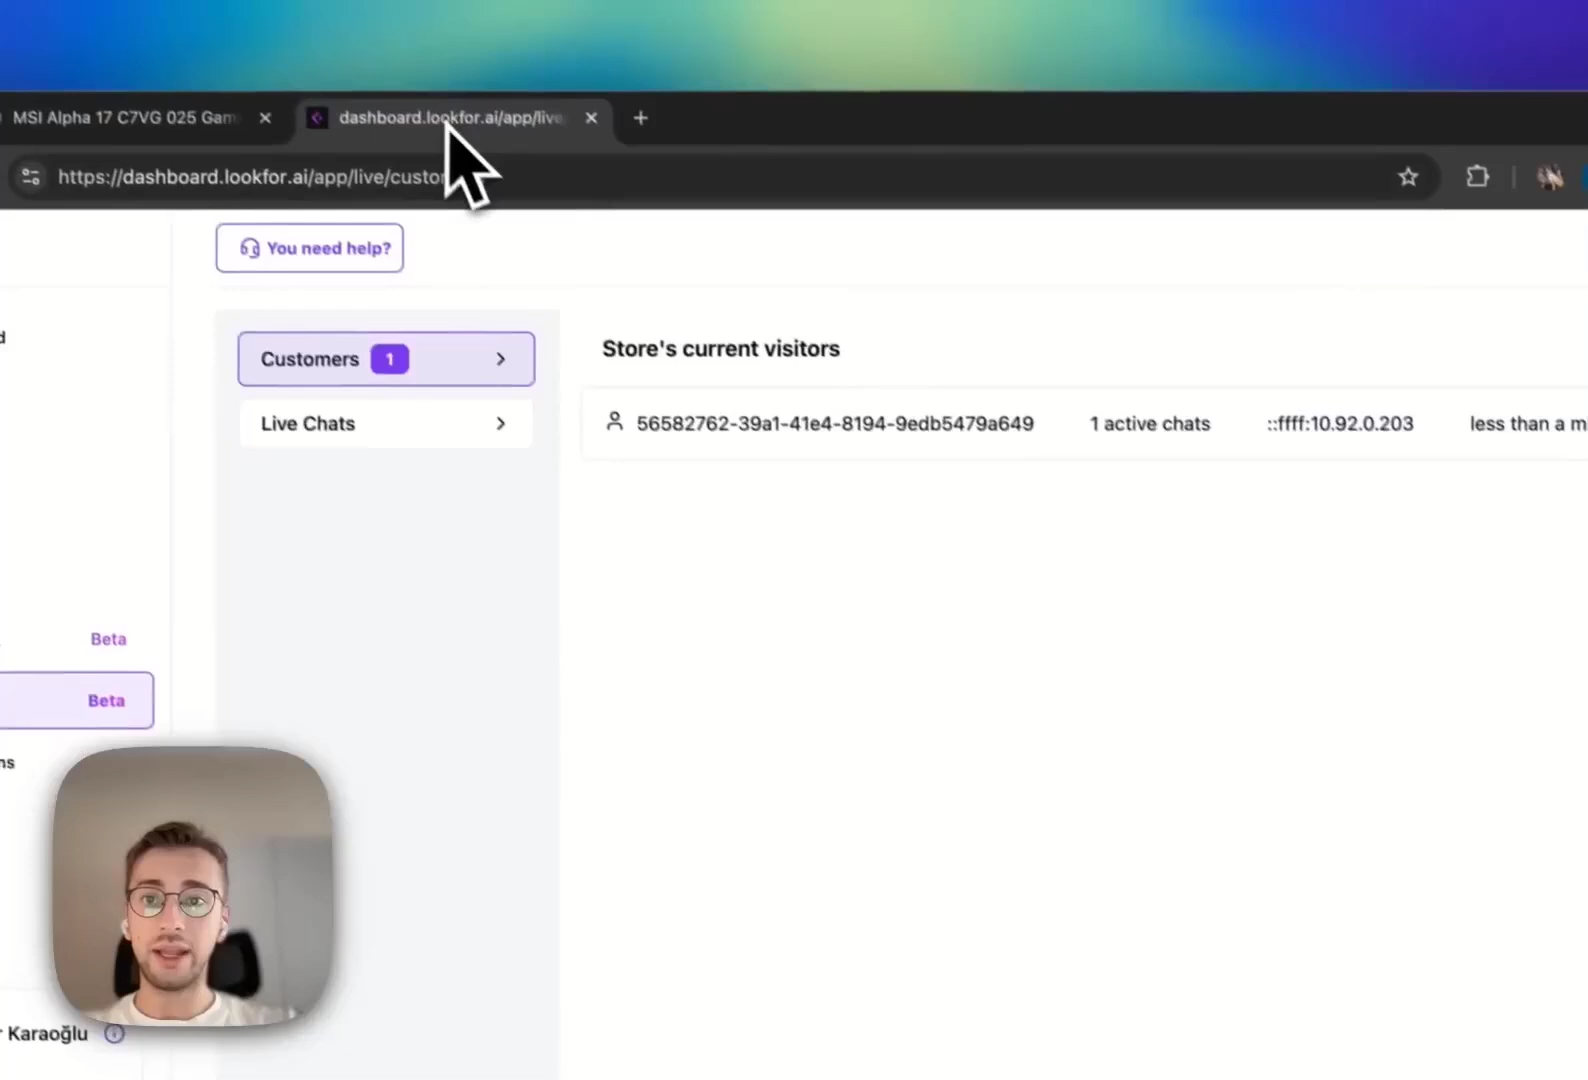 MSI Alpha 17 C7VG 025 Gam
dashboard.lookfor.ai/app/live
https://dashboard.lookfor.ai/app/live/custo
You need help?
Customers 1
Live Chats
Store's current visitors
56582762-39a1-41e4-8194-9edb5479a649 1 active chats ::ffff:10.92.0.203 less than a m
Beta
Beta
ns
r Karaoğlu